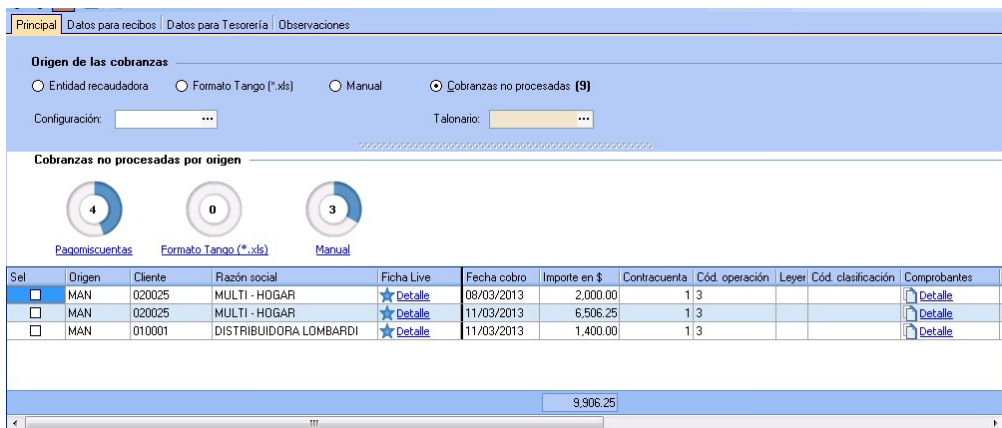 Principal Datos para recibos Datos para Tesorería Observaciones
Origen de las cobranzas
Entidad recaudadora Formato Tango (*.xls) Manual Cobranzas no procesadas (9)
Configuración: ... Talonario: ...
Cobranzas no procesadas por origen
4 0 3
Pagomiscuentas Formato Tango (*.xls) Manual
Sel Origen Cliente Razón social Ficha Live Fecha cobro Importe en $ Contracuenta Cód. operación Leyer Cód. clasificación Comprobantes
MAN 020025 MULTI - HOGAR Detalle 08/03/2013 2,000.00 1 3 Detalle
MAN 020025 MULTI - HOGAR Detalle 11/03/2013 6,506.25 1 3 Detalle
MAN 010001 DISTRIBUIDORA LOMBARDI Detalle 11/03/2013 1,400.00 1 3 Detalle
9,906.25